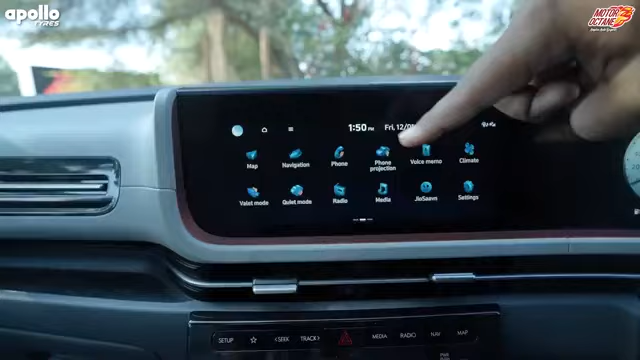 apollo
TYRES
MOTOR
OCTANE
1:50 PM
Fri, 12/0
Map
Navigation
Phone
Phone projection
Voice memo
Climate
Valet mode
Quiet mode
Radio
Media
JioSaavn
Settings
SETUP
<SEEK
TRACK>
MEDIA
RADIO
NAV
MAP